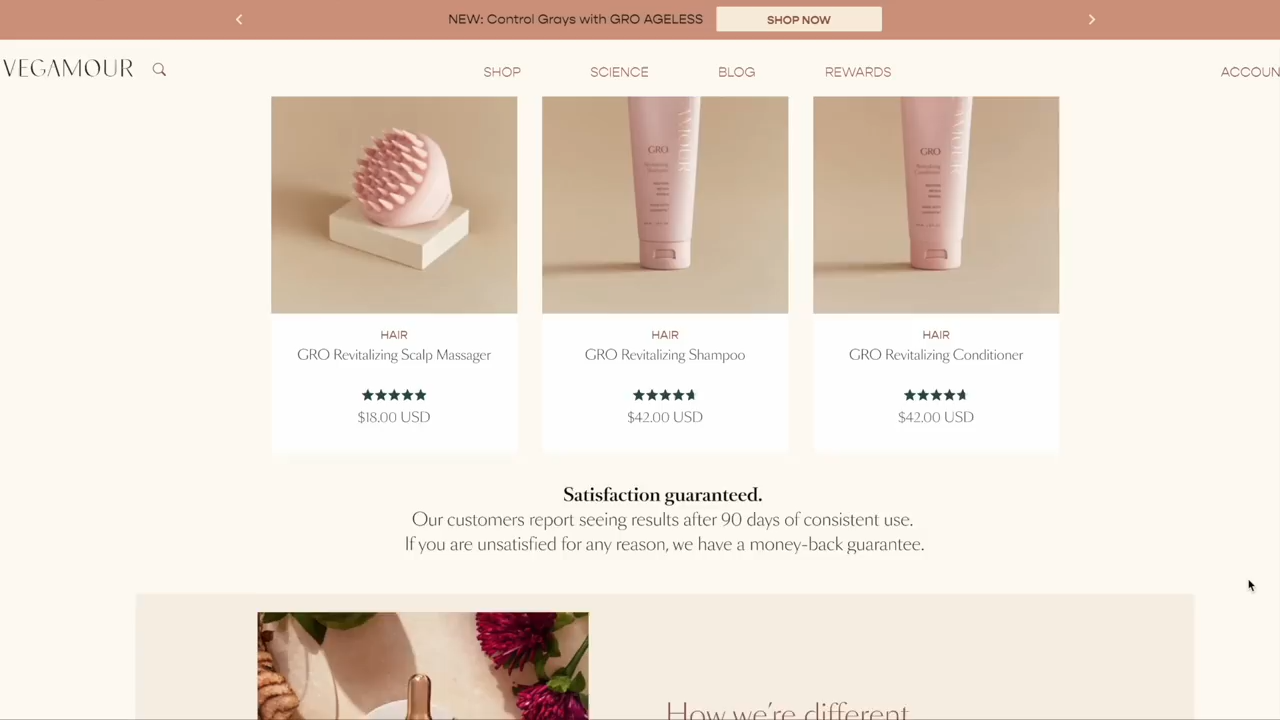 NEW: Control Grays with GRO AGELESS
SHOP NOW
VEGAMOUR
SHOP
SCIENCE
BLOG
REWARDS
ACCOUN
GRO
GRO
HAIR
GRO Revitalizing Scalp Massager
$18.00 USD
HAIR
GRO Revitalizing Shampoo
$42.00 USD
HAIR
GRO Revitalizing Conditioner
$42.00 USD
Satisfaction guaranteed.
Our customers report seeing results after 90 days of consistent use.
If you are unsatisfied for any reason, we have a money-back guarantee.
How we're different